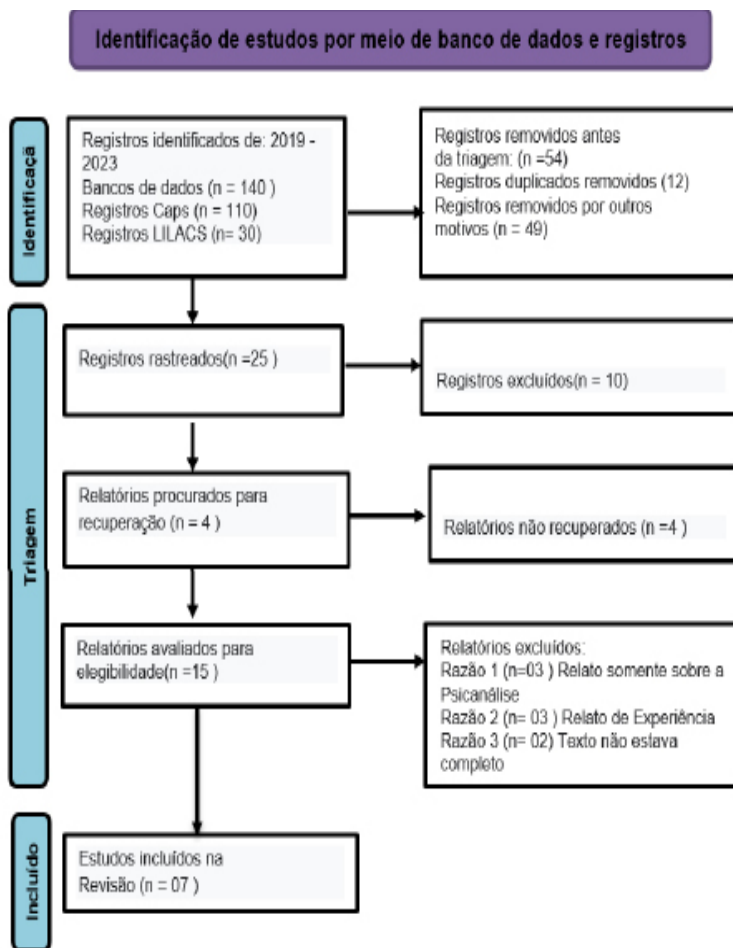 Identificação de estudos por meio de banco de dados e registros
Identificaçã
Registros identificados de: 2019 -
2023
Bancos de dados (n = 140 )
Registros Caps (n = 110)
Registros LILACS (n= 30)
Registros removidos antes
da triagem: (n =54)
Registros duplicados removidos (12)
Registros removidos por outros
motivos (n = 49)
Triagem
Registros rastreados(n =25 )
Registros excluídos(n = 10)
Relatórios procurados para
recuperação (n = 4 )
Relatórios não recuperados (n =4 )
Relatórios avaliados para
elegibilidade(n =15 )
Relatórios excluídos:
Razão 1 (n=03 ) Relato somente sobre a
Psicanálise
Razão 2 (n= 03 ) Relato de Experiência
Razão 3 (n= 02) Texto não estava
completo
Incluído
Estudos incluídos na
Revisão (n = 07 )